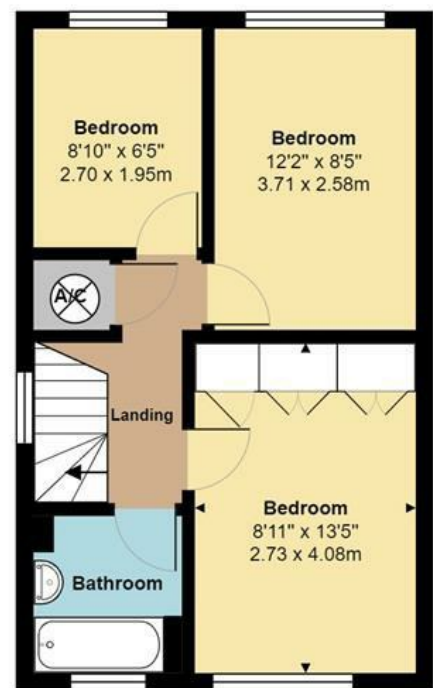 Bedroom
8'10" x 6'5"
2.70 x 1.95m
Bedroom
12'2" x 8'5"
3.71 x 2.58m
A/C
Landing
Bedroom
8'11" x 13'5"
2.73 x 4.08m
Bathroom